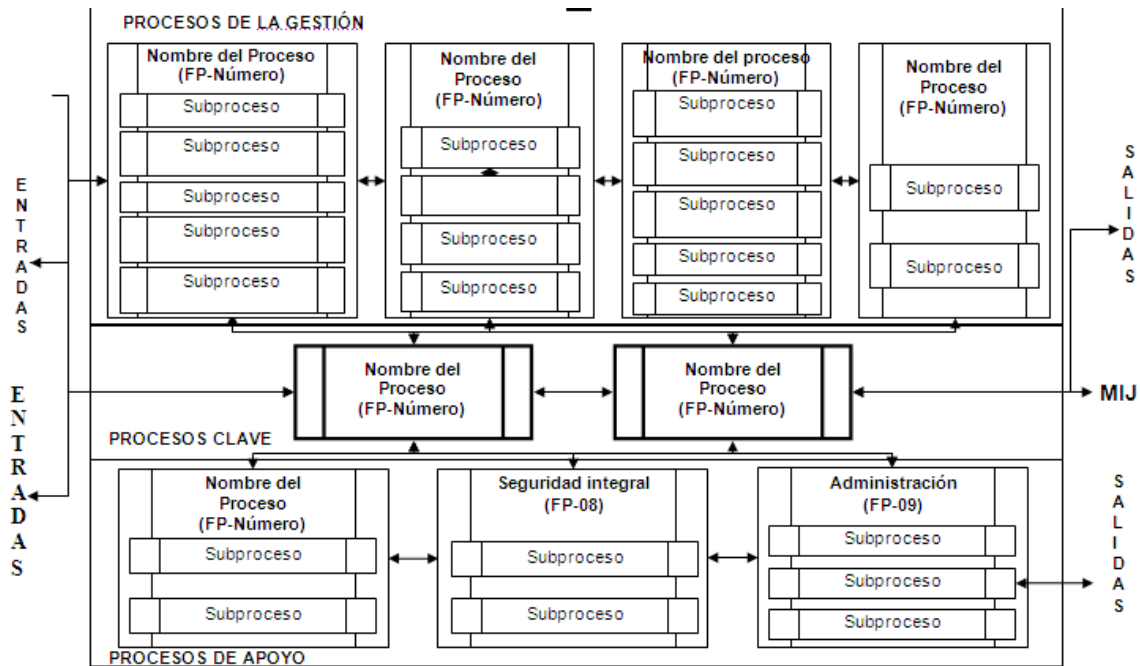 PROCESOS DE LA GESTIÓN
Nombre del Proceso
(FP-Número)
Subproceso
Subproceso
Subproceso
Subproceso
Subproceso
Nombre del
Proceso
(FP-Número)
Subproceso
Subproceso
Subproceso
Nombre del proceso
(FP-Número)
Subproceso
Subproceso
Subproceso
Subproceso
Subproceso
Nombre del
Proceso
(FP-Número)
Subproceso
Subproceso
ENTRADAS
SALIDAS
Nombre del
Proceso
(FP-Número)
Nombre del
Proceso
(FP-Número)
MIJ
PROCESOS CLAVE
ENTRADAS
Nombre del
Proceso
(FP-Número)
Subproceso
Subproceso
Seguridad integral
(FP-08)
Subproceso
Subproceso
Administración
(FP-09)
Subproceso
Subproceso
Subproceso
SALIDAS
PROCESOS DE APOYO